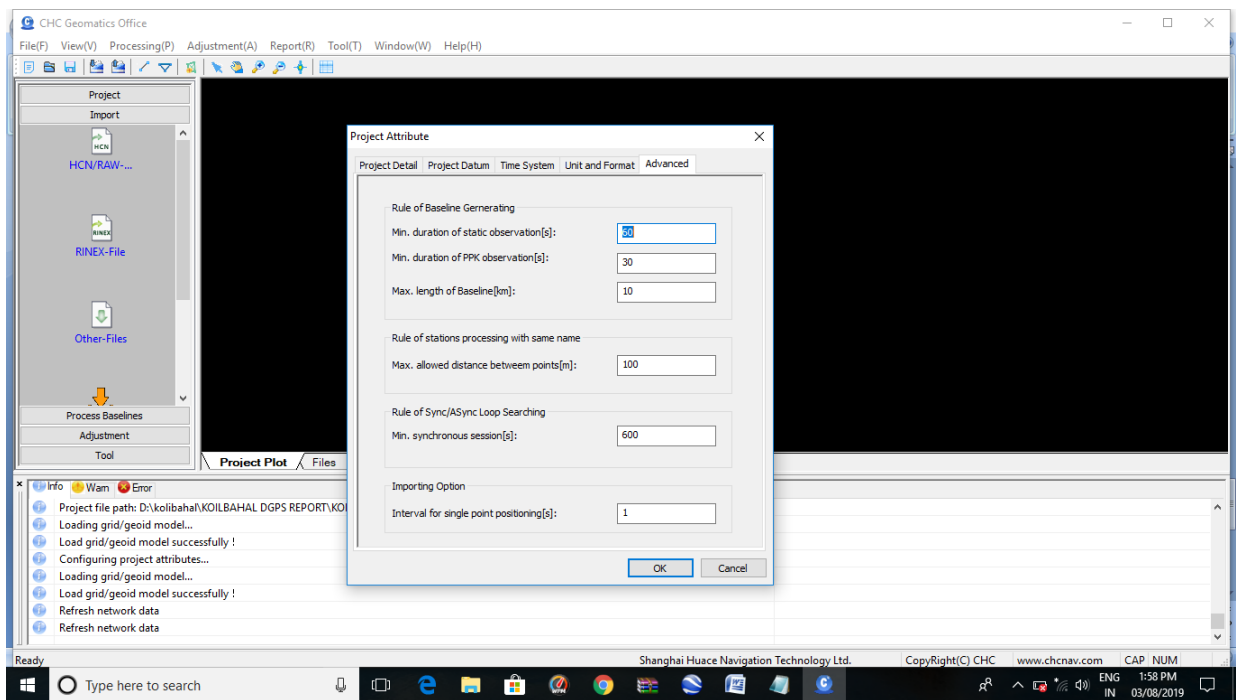 CHC Geomatics Office
File(F) View(V) Processing(P) Adjustment(A) Report(R) Tool(T) Window(W) Help(H)
Project
Import
HCN
HCN/RAW-...
RINEX
RINEX-File
Other-Files
Process Baselines
Adjustment
Tool
Project Plot Files
Project Attribute
Project Detail Project Datum Time System Unit and Format Advanced
Rule of Baseline Gernerating
Min. duration of static observation[s]: 60
Min. duration of PPK observation[s]: 30
Max. length of Baseline[km]: 10
Rule of stations processing with same name
Max. allowed distance betweem points[m]: 100
Rule of Sync/ASync Loop Searching
Min. synchronous session[s]: 600
Importing Option
Interval for single point positioning[s]: 1
OK Cancel
Info Warn Error
Project file path: D:\kolibahal\KOILBAHAL DGPS REPORT\KOI
Loading grid/geoid model...
Load grid/geoid model successfully !
Configuring project attributes...
Loading grid/geoid model...
Load grid/geoid model successfully !
Refresh network data
Refresh network data
Ready Shanghai Huace Navigation Technology Ltd. CopyRight(C) CHC www.chcnav.com CAP NUM
Type here to search
ENG 1:58 PM
IN 03/08/2019